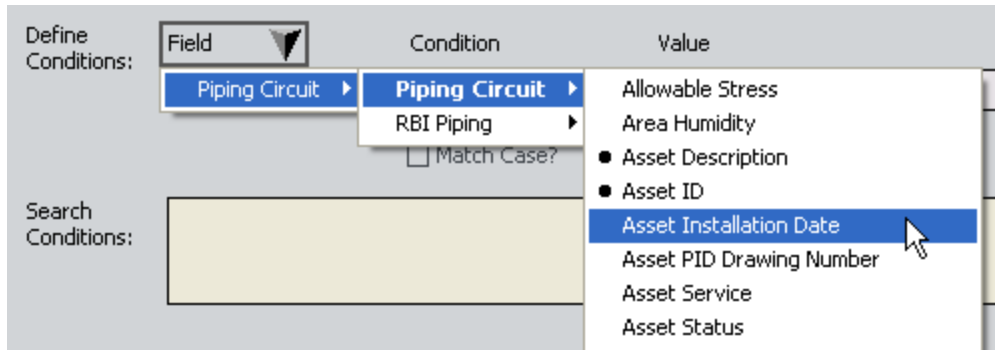 Define
Conditions:
Field
Condition
Value
Piping Circuit
Piping Circuit
RBI Piping
Match Case?
Allowable Stress
Area Humidity
Asset Description
Asset ID
Asset Installation Date
Asset PID Drawing Number
Asset Service
Asset Status
Search
Conditions: